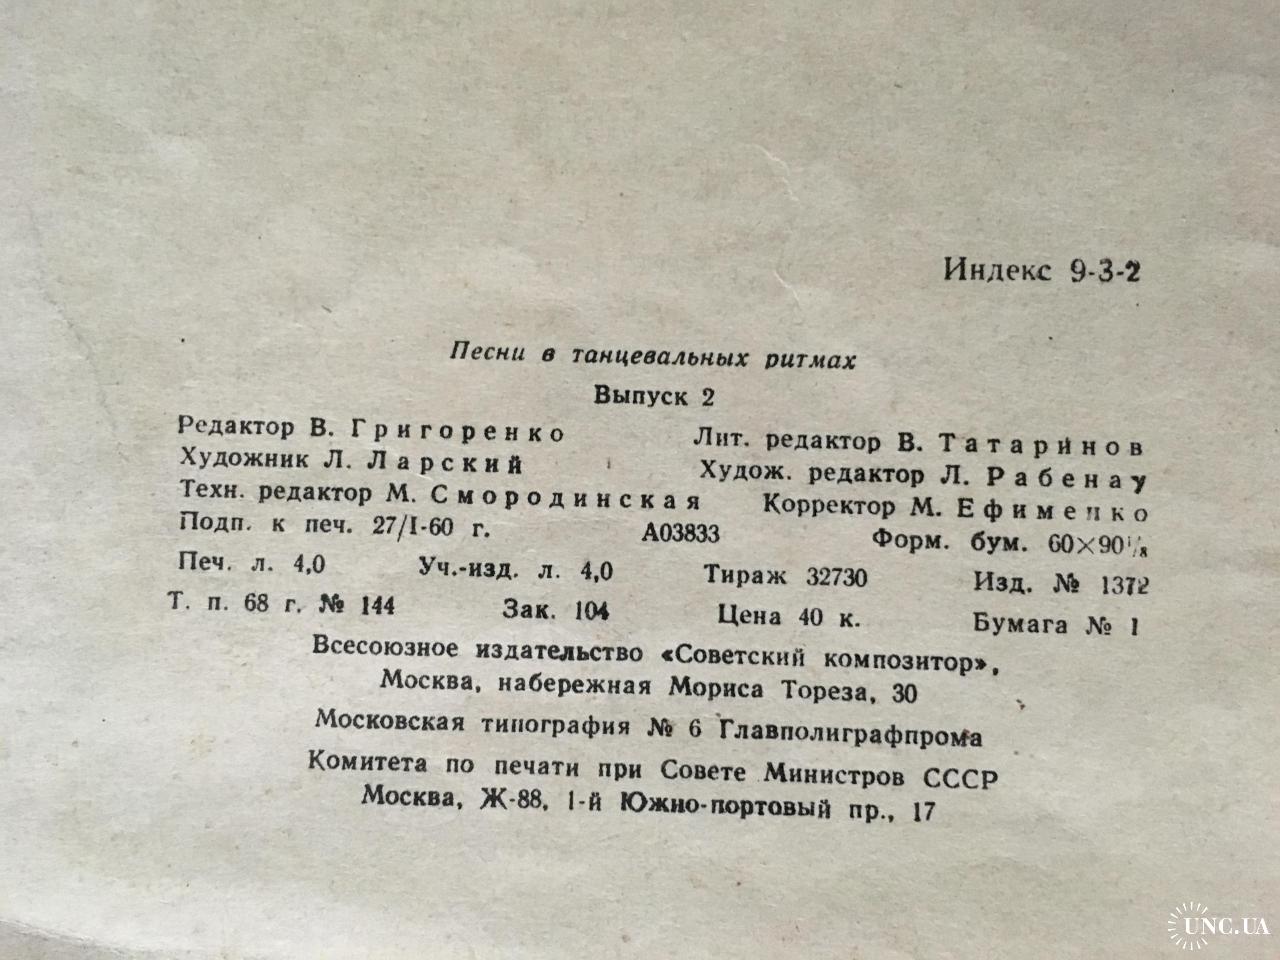 Индекс 9-3-2
Песни в танцевальных ритмах
Выпуск 2
Редактор В. Григоренко Лит. редактор В. Татаринов
Художник Л. Ларский Худож. редактор Л. Рабенау
Техн. редактор М. Смородинская Корректор М. Ефименко
Подп. к печ. 27/I-60 г. А03833 Форм. бум. 60×90⅛
Печ. л. 4,0 Уч.-изд. л. 4,0 Тираж 32730 Изд. № 1372
Т. п. 68 г. № 144 Зак. 104 Цена 40 к. Бумага № 1
Всесоюзное издательство «Советский композитор»,
Москва, набережная Мориса Тореза, 30
Московская типография № 6 Главполиграфпрома
Комитета по печати при Совете Министров СССР
Москва, Ж-88, 1-й Южно-портовый пр., 17
UNC.UA